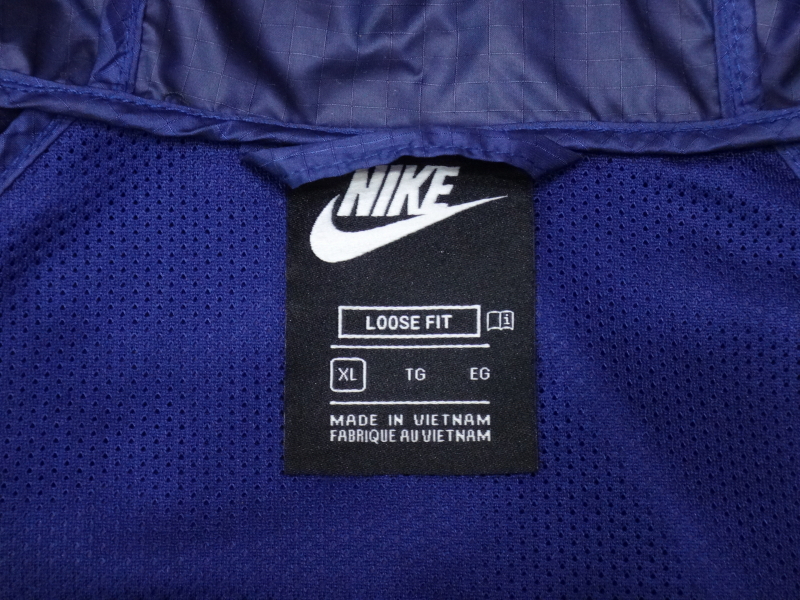 NIKE
LOOSE FIT
XL TG EG
MADE IN VIETNAM
FABRIQUE AU VIETNAM